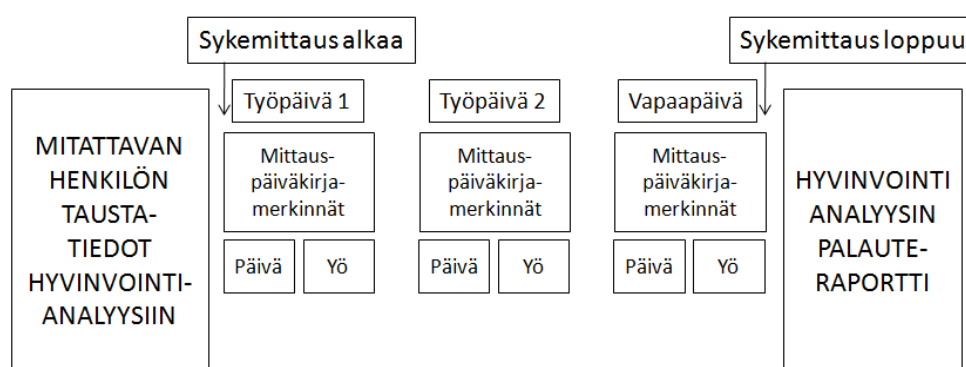 Sykemittaus alkaa
Sykemittaus loppuu
MITATTAVAN
HENKILÖN
TAUSTA-
TIEDOT
HYVINVOINTI-
ANALYYSIIN
Työpäivä 1
Mittaus-
päiväkirja-
merkinnät
Päivä
Yö
Työpäivä 2
Mittaus-
päiväkirja-
merkinnät
Päivä
Yö
Vapaapäivä
Mittaus-
päiväkirja-
merkinnät
Päivä
Yö
HYVINVOINTI
ANALYYSIN
PALAUTE-
RAPORTTI